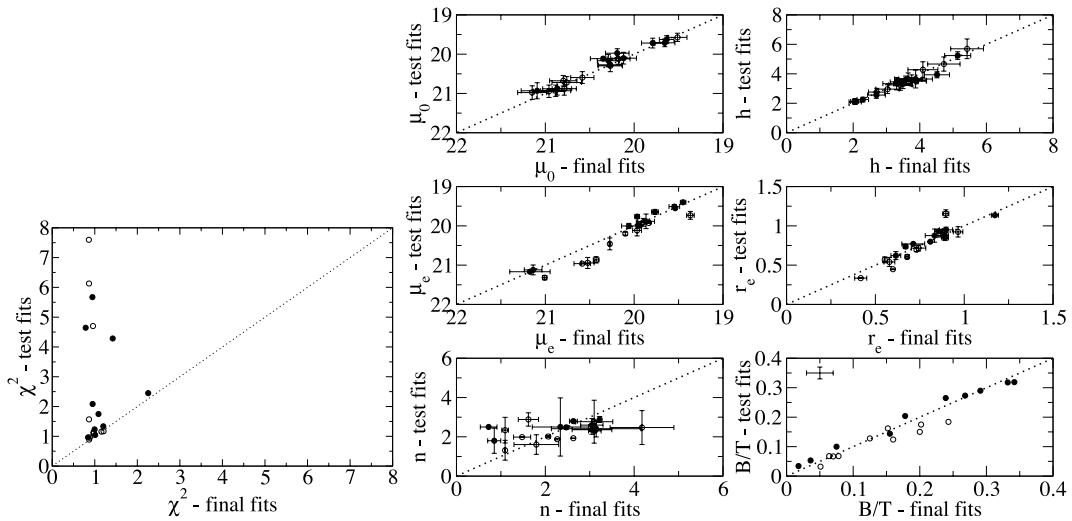 χ² - test fits
8
7
6
5
4
3
2
1
0
0 1 2 3 4 5 6 7 8
χ² - final fits
μ₀ - test fits
19
20
21
22
22 21 20 19
μ₀ - final fits
h - test fits
8
6
4
2
0
0 2 4 6 8
h - final fits
μₑ - test fits
19
20
21
22
22 21 20 19
μₑ - final fits
rₑ - test fits
1.5
1
0.5
0
0 0.5 1 1.5
rₑ - final fits
n - test fits
6
4
2
0
0 2 4 6
n - final fits
B/T - test fits
0.4
0.3
0.2
0.1
0
0 0.1 0.2 0.3 0.4
B/T - final fits